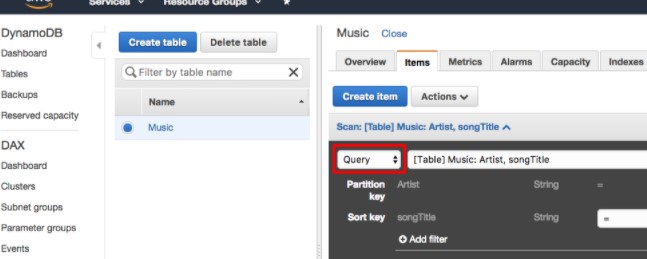 Services
Resource Groups
DynamoDB
Dashboard
Tables
Backups
Reserved capacity
DAX
Dashboard
Clusters
Subnet groups
Parameter groups
Events
Create table
Delete table
Filter by table name
Name
Music
Music
Close
Overview
Items
Metrics
Alarms
Capacity
Indexes
Create item
Actions
Scan: [Table] Music: Artist, songTitle
Query
[Table] Music: Artist, songTitle
Partition key
Artist
String
=
Sort key
songTitle
String
=
Add filter